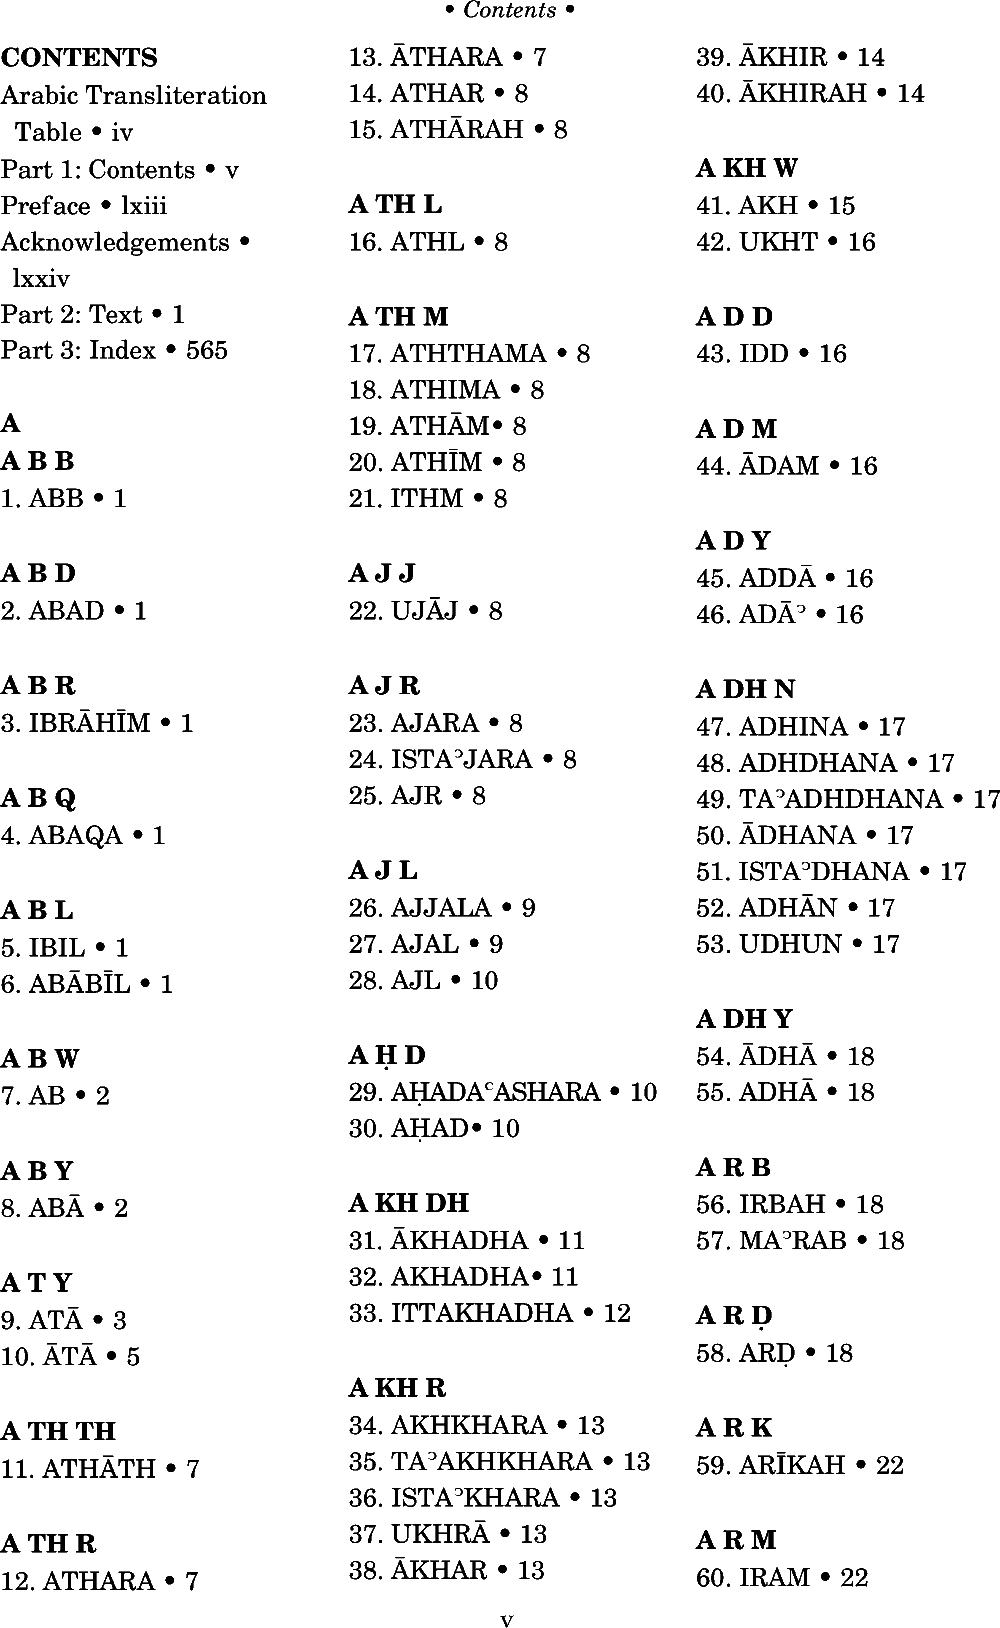 • Contents •
CONTENTS
Arabic Transliteration
Table • iv
Part 1: Contents • v
Preface • lxiii
Acknowledgements •
lxxiv
Part 2: Text • 1
Part 3: Index • 565
A
A B B
1. ABB • 1
A B D
2. ABAD • 1
A B R
3. IBRĀHĪM • 1
A B Q
4. ABAQA • 1
A B L
5. IBIL • 1
6. ABĀBĪL • 1
A B W
7. AB • 2
A B Y
8. ABĀ • 2
A T Y
9. ATĀ • 3
10. ĀTĀ • 5
A TH TH
11. ATHĀTH • 7
A TH R
12. ATHARA • 7
13. ĀTHARA • 7
14. ATHAR • 8
15. ATHĀRAH • 8
A TH L
16. ATHL • 8
A TH M
17. ATHTHAMA • 8
18. ATHIMA • 8
19. ATHĀM• 8
20. ATHĪM • 8
21. ITHM • 8
A J J
22. UJĀJ • 8
A J R
23. AJARA • 8
24. ISTAʾJARA • 8
25. AJR • 8
A J L
26. AJJALA • 9
27. AJAL • 9
28. AJL • 10
A Ḥ D
29. AḤADAʿASHARA • 10
30. AḤAD• 10
A KH DH
31. ĀKHADHA • 11
32. AKHADHA• 11
33. ITTAKHADHA • 12
A KH R
34. AKHKHARA • 13
35. TAʾAKHKHARA • 13
36. ISTAʾKHARA • 13
37. UKHRĀ • 13
38. ĀKHAR • 13
39. ĀKHIR • 14
40. ĀKHIRAH • 14
A KH W
41. AKH • 15
42. UKHT • 16
A D D
43. IDD • 16
A D M
44. ĀDAM • 16
A D Y
45. ADDĀ • 16
46. ADĀʾ • 16
A DH N
47. ADHINA • 17
48. ADHDHANA • 17
49. TAʾADHDHANA • 17
50. ĀDHANA • 17
51. ISTAʾDHANA • 17
52. ADHĀN • 17
53. UDHUN • 17
A DH Y
54. ĀDHĀ • 18
55. ADHĀ • 18
A R B
56. IRBAH • 18
57. MAʾRAB • 18
A R Ḍ
58. ARḌ • 18
A R K
59. ARĪKAH • 22
A R M
60. IRAM • 22
v